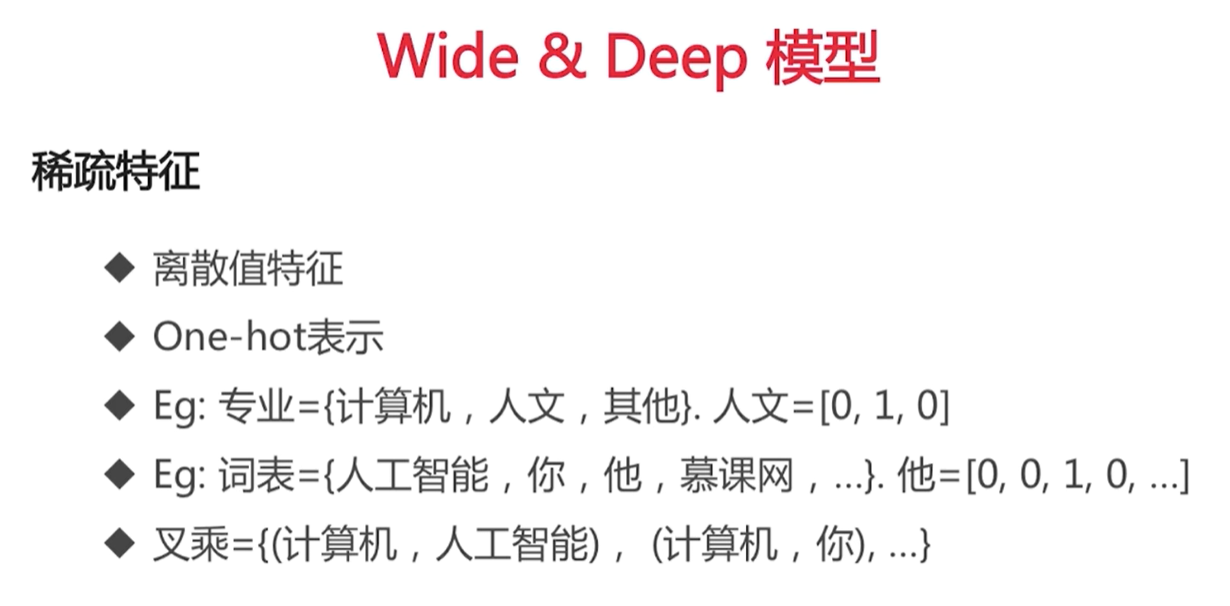 Wide & Deep 模型
稀疏特征
◆ 离散值特征
◆ One-hot表示
◆ Eg: 专业={计算机，人文，其他}. 人文=[0, 1, 0]
◆ Eg: 词表={人工智能，你，他，慕课网，...}. 他=[0, 0, 1, 0, ...]
◆ 叉乘={(计算机，人工智能)， (计算机，你), ...}